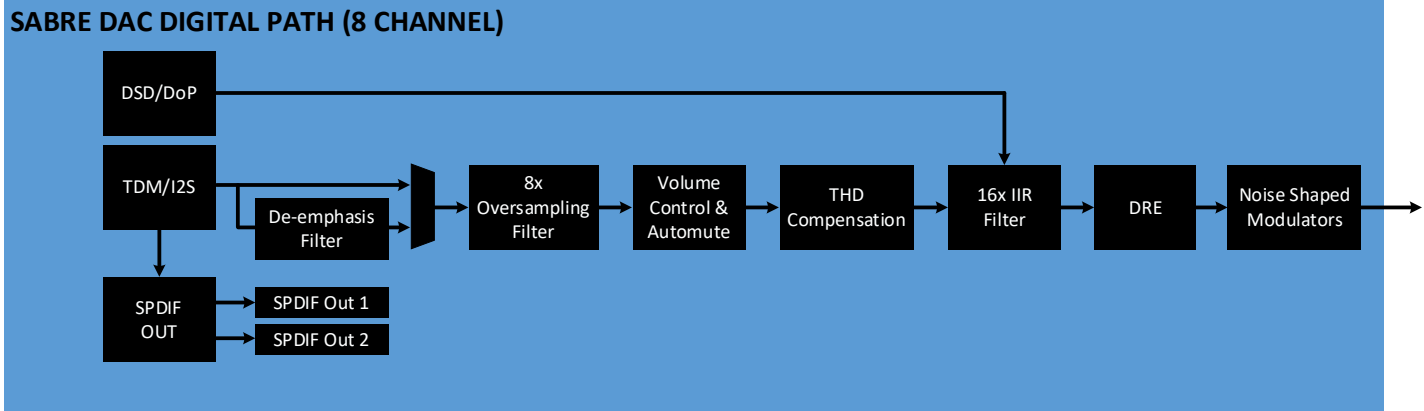 SABRE DAC DIGITAL PATH (8 CHANNEL)
DSD/DoP
TDM/I2S
De-emphasis
Filter
8x
Oversampling
Filter
Volume
Control &
Automute
THD
Compensation
16x IIR
Filter
DRE
Noise Shaped
Modulators
SPDIF
OUT
SPDIF Out 1
SPDIF Out 2